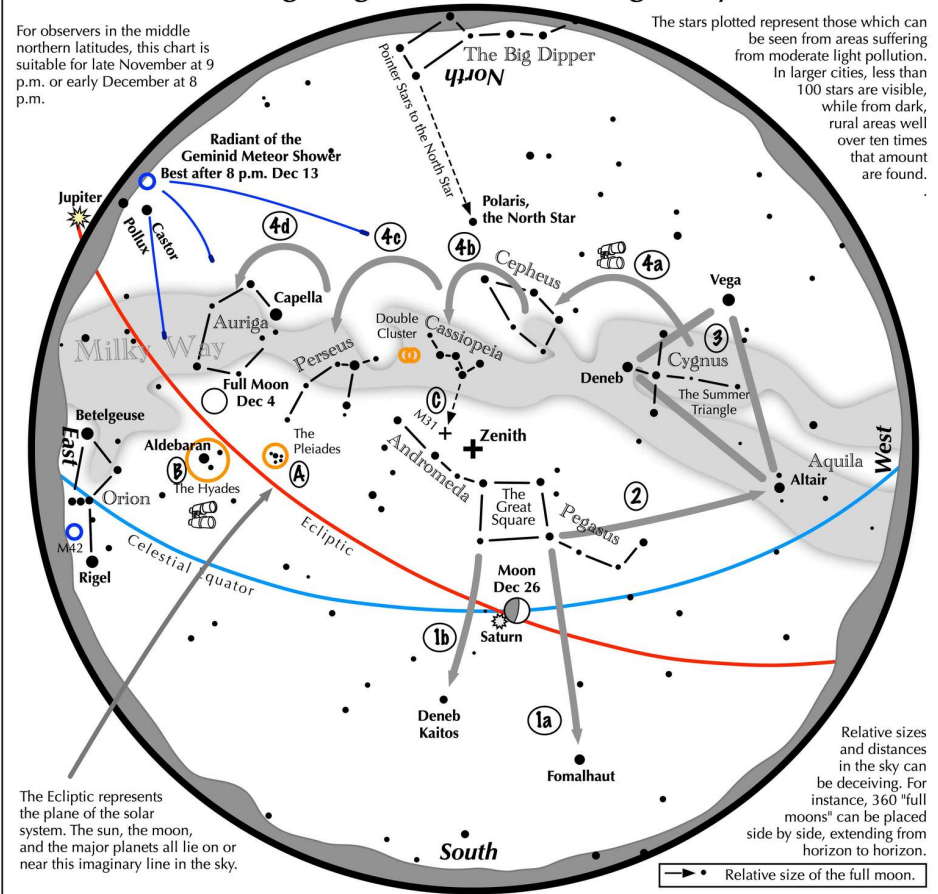 For observers in the middle
northern latitudes, this chart is
suitable for late November at 9
p.m. or early December at 8
p.m.
The stars plotted represent those which can
be seen from areas suffering
from moderate light pollution.
In larger cities, less than
100 stars are visible,
while from dark,
rural areas well
over ten times
that amount
are found.
.
The Big Dipper
North
Pointer Stars to the North Star
Radiant of the
Geminid Meteor Shower
Best after 8 p.m. Dec 13
Jupiter
Pollux
Castor
Polaris,
the North Star
4d
4c
4b
4a
Cepheus
Vega
Capella
Auriga
Double
Cluster
Cassiopeia
3
Milky Way
Perseus
Cygnus
Deneb
The Summer
Triangle
Full Moon
Dec 4
C
M31
Betelgeuse
East
Aldebaran
B
The Hyades
The
Pleiades
A
Zenith
Andromeda
Aquila
West
Altair
Orion
The
Great
Square
2
Pegasus
M42
Rigel
Celestial Equator
Ecliptic
Moon
Dec 26
Saturn
1b
1a
Deneb
Kaitos
Fomalhaut
South
The Ecliptic represents
the plane of the solar
system. The sun, the moon,
and the major planets all lie on or
near this imaginary line in the sky.
Relative sizes
and distances
in the sky can
be deceiving. For
instance, 360 "full
moons" can be placed
side by side, extending from
horizon to horizon.
Relative size of the full moon.